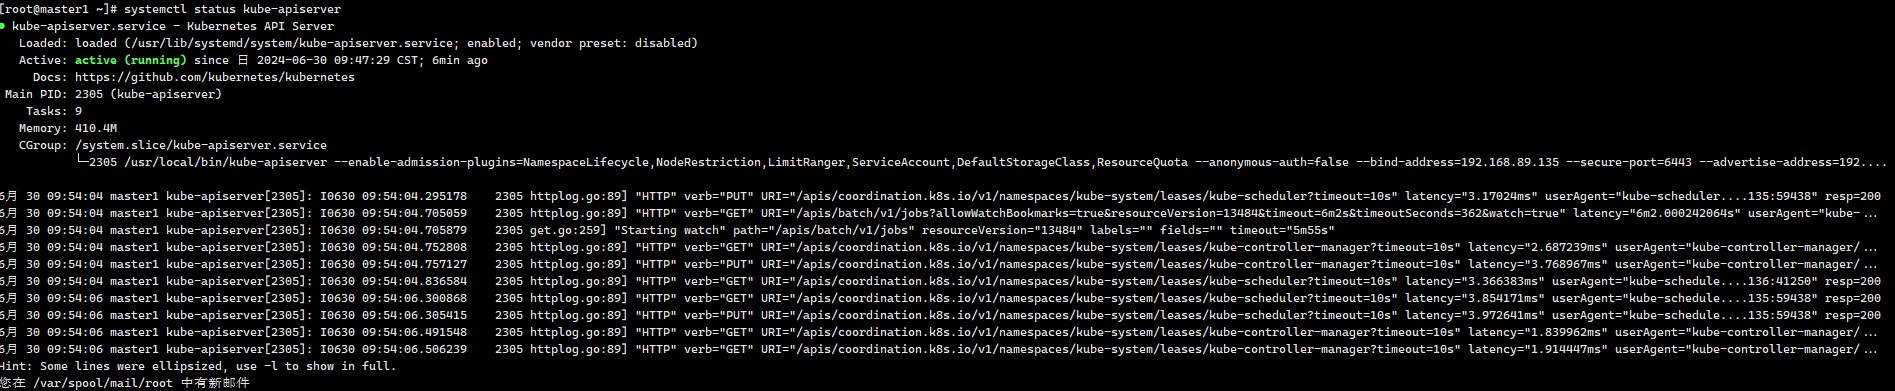 [root@master1 ~]# systemctl status kube-apiserver
● kube-apiserver.service - Kubernetes API Server
Loaded: loaded (/usr/lib/systemd/system/kube-apiserver.service; enabled; vendor preset: disabled)
Active: active (running) since 日 2024-06-30 09:47:29 CST; 6min ago
Docs: https://github.com/kubernetes/kubernetes
Main PID: 2305 (kube-apiserver)
Tasks: 9
Memory: 410.4M
CGroup: /system.slice/kube-apiserver.service
└─2305 /usr/local/bin/kube-apiserver --enable-admission-plugins=NamespaceLifecycle,NodeRestriction,LimitRanger,ServiceAccount,DefaultStorageClass,ResourceQuota --anonymous-auth=false --bind-address=192.168.89.135 --secure-port=6443 --advertise-address=192....
6月 30 09:54:04 master1 kube-apiserver[2305]: I0630 09:54:04.295178 2305 httplog.go:89] "HTTP" verb="PUT" URI="/apis/coordination.k8s.io/v1/namespaces/kube-system/leases/kube-scheduler?timeout=10s" latency="3.17024ms" userAgent="kube-scheduler....135:59438" resp=200
6月 30 09:54:04 master1 kube-apiserver[2305]: I0630 09:54:04.705059 2305 httplog.go:89] "HTTP" verb="GET" URI="/apis/batch/v1/jobs?allowWatchBookmarks=true&resourceVersion=13484&timeout=6m2s&timeoutSeconds=362&watch=true" latency="6m2.000242064s" userAgent="kube-...
6月 30 09:54:04 master1 kube-apiserver[2305]: I0630 09:54:04.705879 2305 get.go:259] "Starting watch" path="/apis/batch/v1/jobs" resourceVersion="13484" labels="" fields="" timeout="5m55s"
6月 30 09:54:04 master1 kube-apiserver[2305]: I0630 09:54:04.752808 2305 httplog.go:89] "HTTP" verb="GET" URI="/apis/coordination.k8s.io/v1/namespaces/kube-system/leases/kube-controller-manager?timeout=10s" latency="2.687239ms" userAgent="kube-controller-manager/...
6月 30 09:54:04 master1 kube-apiserver[2305]: I0630 09:54:04.757127 2305 httplog.go:89] "HTTP" verb="PUT" URI="/apis/coordination.k8s.io/v1/namespaces/kube-system/leases/kube-controller-manager?timeout=10s" latency="3.768967ms" userAgent="kube-controller-manager/...
6月 30 09:54:04 master1 kube-apiserver[2305]: I0630 09:54:04.836584 2305 httplog.go:89] "HTTP" verb="GET" URI="/apis/coordination.k8s.io/v1/namespaces/kube-system/leases/kube-scheduler?timeout=10s" latency="3.366383ms" userAgent="kube-schedule....136:41250" resp=200
6月 30 09:54:06 master1 kube-apiserver[2305]: I0630 09:54:06.300868 2305 httplog.go:89] "HTTP" verb="GET" URI="/apis/coordination.k8s.io/v1/namespaces/kube-system/leases/kube-scheduler?timeout=10s" latency="3.854171ms" userAgent="kube-schedule....135:59438" resp=200
6月 30 09:54:06 master1 kube-apiserver[2305]: I0630 09:54:06.305415 2305 httplog.go:89] "HTTP" verb="PUT" URI="/apis/coordination.k8s.io/v1/namespaces/kube-system/leases/kube-scheduler?timeout=10s" latency="3.972641ms" userAgent="kube-schedule....135:59438" resp=200
6月 30 09:54:06 master1 kube-apiserver[2305]: I0630 09:54:06.491548 2305 httplog.go:89] "HTTP" verb="GET" URI="/apis/coordination.k8s.io/v1/namespaces/kube-system/leases/kube-controller-manager?timeout=10s" latency="1.839962ms" userAgent="kube-controller-manager/...
6月 30 09:54:06 master1 kube-apiserver[2305]: I0630 09:54:06.506239 2305 httplog.go:89] "HTTP" verb="GET" URI="/apis/coordination.k8s.io/v1/namespaces/kube-system/leases/kube-controller-manager?timeout=10s" latency="1.914447ms" userAgent="kube-controller-manager/...
Hint: Some lines were ellipsized, use -l to show in full.
您在 /var/spool/mail/root 中有新邮件